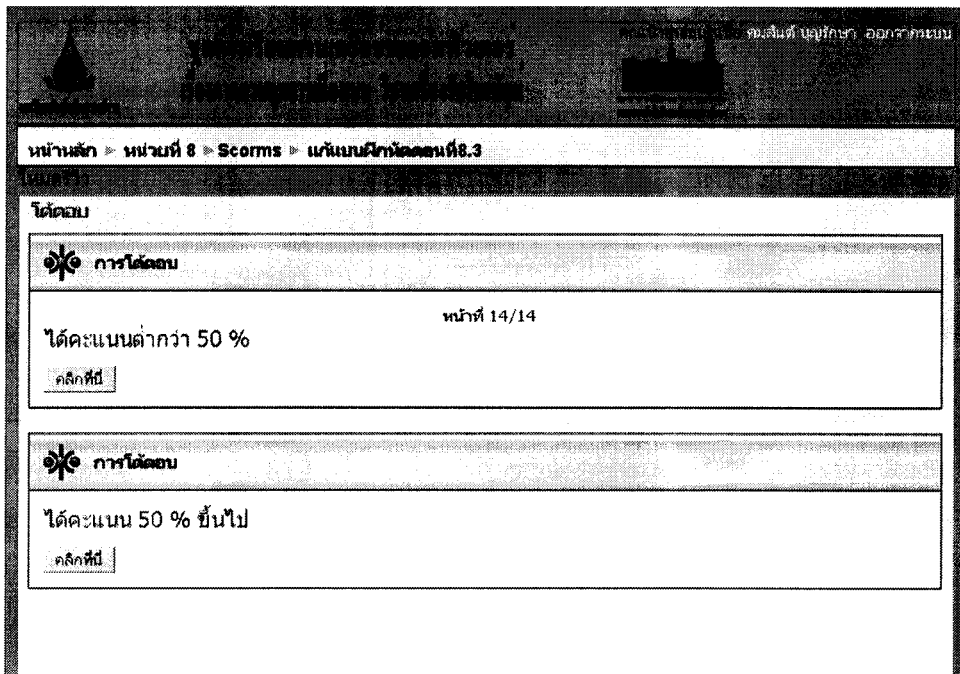 คมสันต์ บุญรักษา ออกจากระบบ
หน้าหลัก ► หน่วยที่ 8 ► Scorms ► แก้แบบฝึกหัดตอนที่8.3
โต้ตอบ
การโต้ตอบ
หน้าที่ 14/14
ได้คะแนนต่ำกว่า 50 %
คลิกที่นี่
การโต้ตอบ
ได้คะแนน 50 % ขึ้นไป
คลิกที่นี่